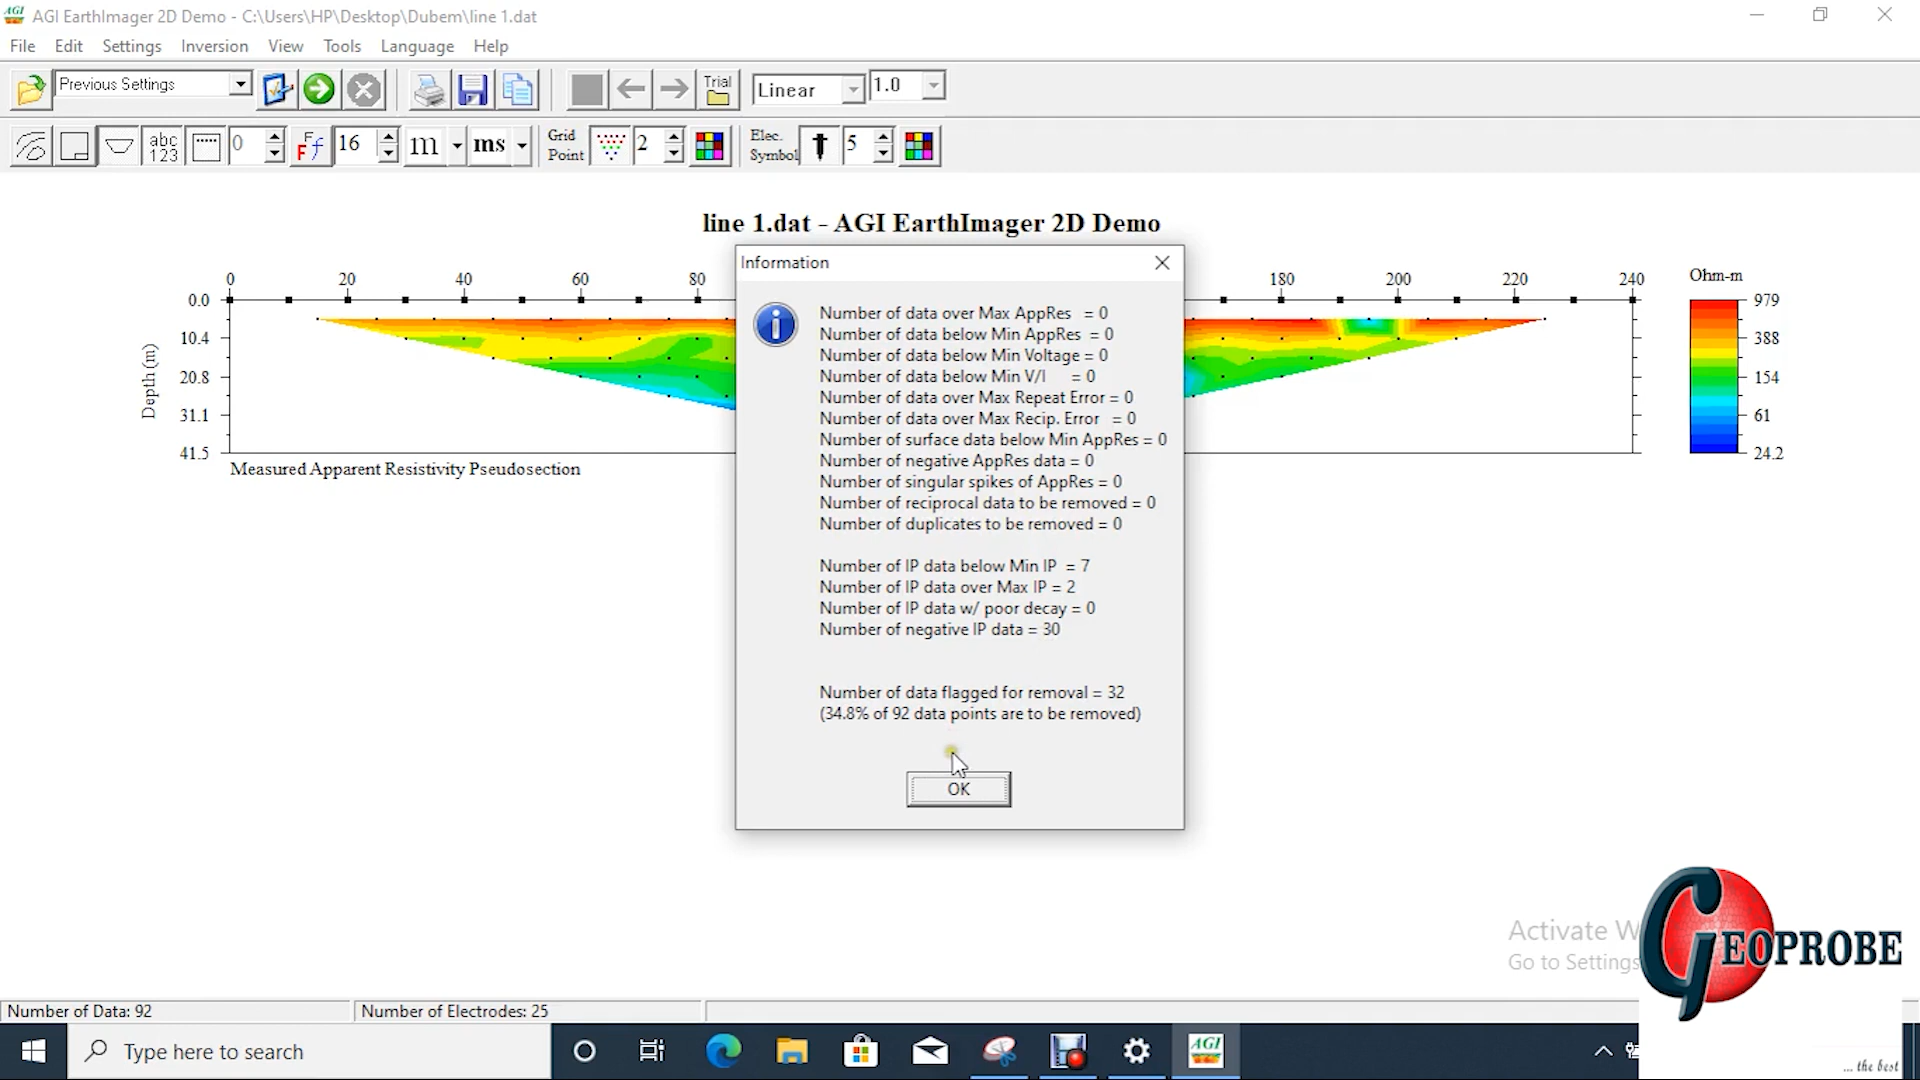 AGI EarthImager 2D Demo - C:\Users\HP\Desktop\Dubem\line 1.dat
File Edit Settings Inversion View Tools Language Help
Previous Settings
Trial
Linear
1.0
abc
123
0
F f
16
m
ms
Grid
Point
2
Elec.
Symbol
5
line 1.dat - AGI EarthImager 2D Demo
Information
0 20 40 60 80 180 200 220 240
Ohm-m
0.0
10.4
20.8
31.1
41.5
Depth (m)
979
388
154
61
24.2
Measured Apparent Resistivity Pseudosection
Number of data over Max AppRes = 0
Number of data below Min AppRes = 0
Number of data below Min Voltage = 0
Number of data below Min V/I = 0
Number of data over Max Repeat Error = 0
Number of data over Max Recip. Error = 0
Number of surface data below Min AppRes = 0
Number of negative AppRes data = 0
Number of singular spikes of AppRes = 0
Number of reciprocal data to be removed = 0
Number of duplicates to be removed = 0
Number of IP data below Min IP = 7
Number of IP data over Max IP = 2
Number of IP data w/ poor decay = 0
Number of negative IP data = 30
Number of data flagged for removal = 32
(34.8% of 92 data points are to be removed)
OK
Activate W
Go to Settings
GEOPROBE
... the best
Number of Data: 92
Number of Electrodes: 25
Type here to search
AGI